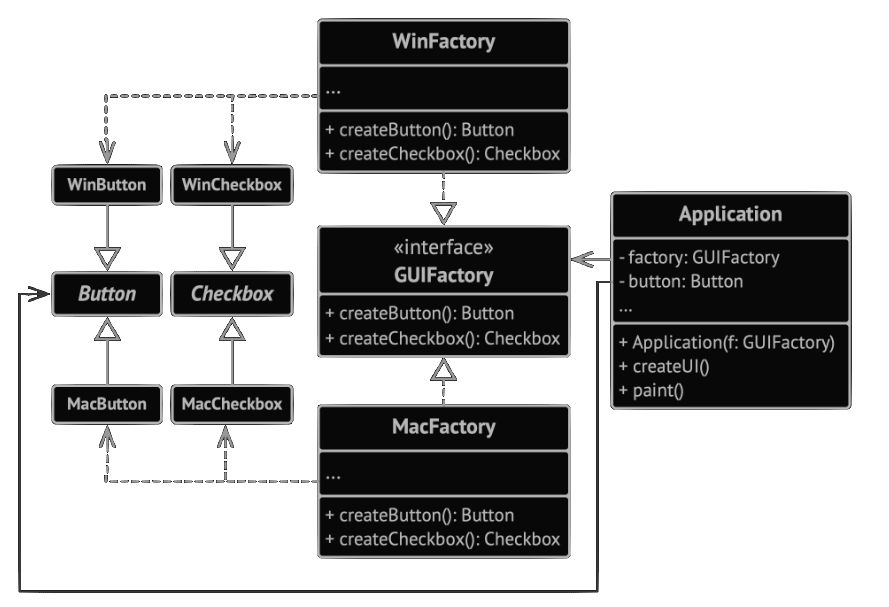 WinFactory
...
+ createButton(): Button
+ createCheckbox(): Checkbox
WinButton
WinCheckbox
Button
Checkbox
MacButton
MacCheckbox
«interface»
GUIFactory
+ createButton(): Button
+ createCheckbox(): Checkbox
Application
- factory: GUIFactory
- button: Button
...
+ Application(f: GUIFactory)
+ createUI()
+ paint()
MacFactory
...
+ createButton(): Button
+ createCheckbox(): Checkbox